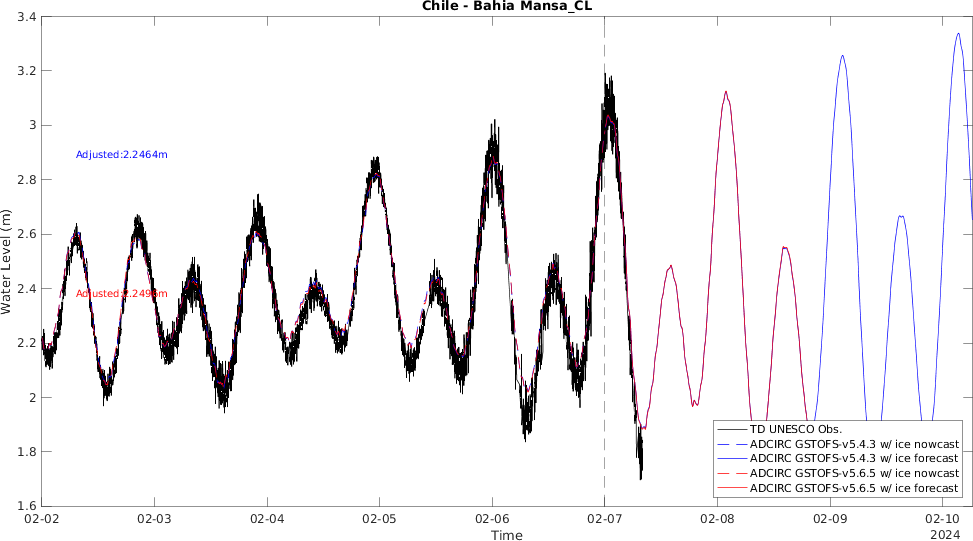 Chile - Bahia Mansa_CL
3.4
3.2
3
2.8
2.6
2.4
2.2
2
1.8
1.6
Water Level (m)
Adjusted:2.2464m
TD UNESCO Obs.
ADCIRC GSTOFS-v5.4.3 w/ ice nowcast
ADCIRC GSTOFS-v5.4.3 w/ ice forecast
ADCIRC GSTOFS-v5.6.5 w/ ice nowcast
ADCIRC GSTOFS-v5.6.5 w/ ice forecast
02-02 02-03 02-04 02-05 02-06 02-07 02-08 02-09 02-10
Time
2024